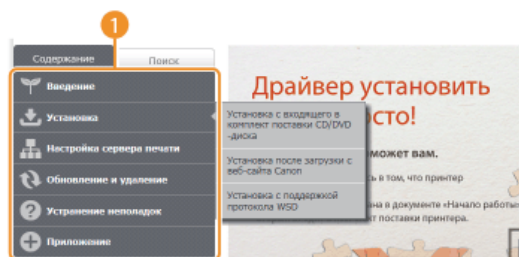 1
Содержание
Поиск
Введение
Установка
Настройка сервера печати
Обновление и удаление
Устранение неполадок
Приложение
Установка с входящего в
комплект поставки CD/DVD
-диска
Установка после загрузки с
веб-сайта Canon
Установка с поддержкой
протокола WSD
Драйвер установить
сто!
может вам.
ь в том, что принтер
на в документе «Начало работы
кт поставки принтера.